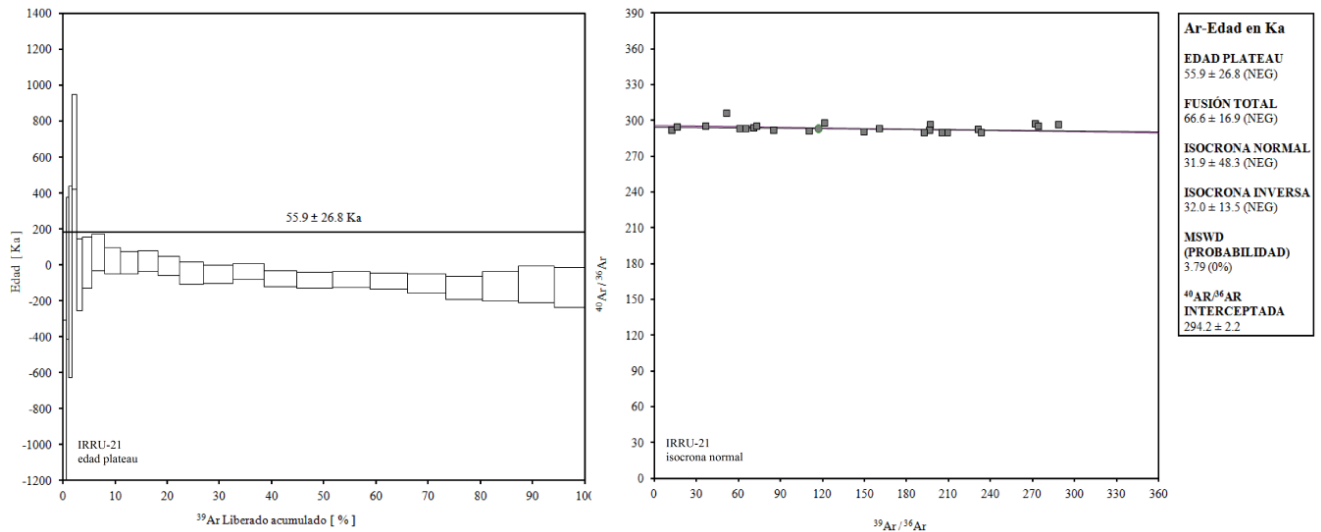 1400
1200
1000
800
600
400
200
0
-200
-400
-600
-800
-1000
-1200
Edad [ Ka ]
55.9 ± 26.8 Ka
IRRU-21
edad plateau
0 10 20 30 40 50 60 70 80 90 100
³⁹Ar Liberado acumulado [ % ]
390
360
330
300
270
240
210
180
150
120
90
60
30
0
⁴⁰Ar / ³⁶Ar
IRRU-21
isocrona normal
0 30 60 90 120 150 180 210 240 270 300 330 360
³⁹Ar / ³⁶Ar
Ar-Edad en Ka
EDAD PLATEAU
55.9 ± 26.8 (NEG)
FUSIÓN TOTAL
66.6 ± 16.9 (NEG)
ISOCRONA NORMAL
31.9 ± 48.3 (NEG)
ISOCRONA INVERSA
32.0 ± 13.5 (NEG)
MSWD
(PROBABILIDAD)
3.79 (0%)
⁴⁰AR/³⁶AR
INTERCEPTADA
294.2 ± 2.2